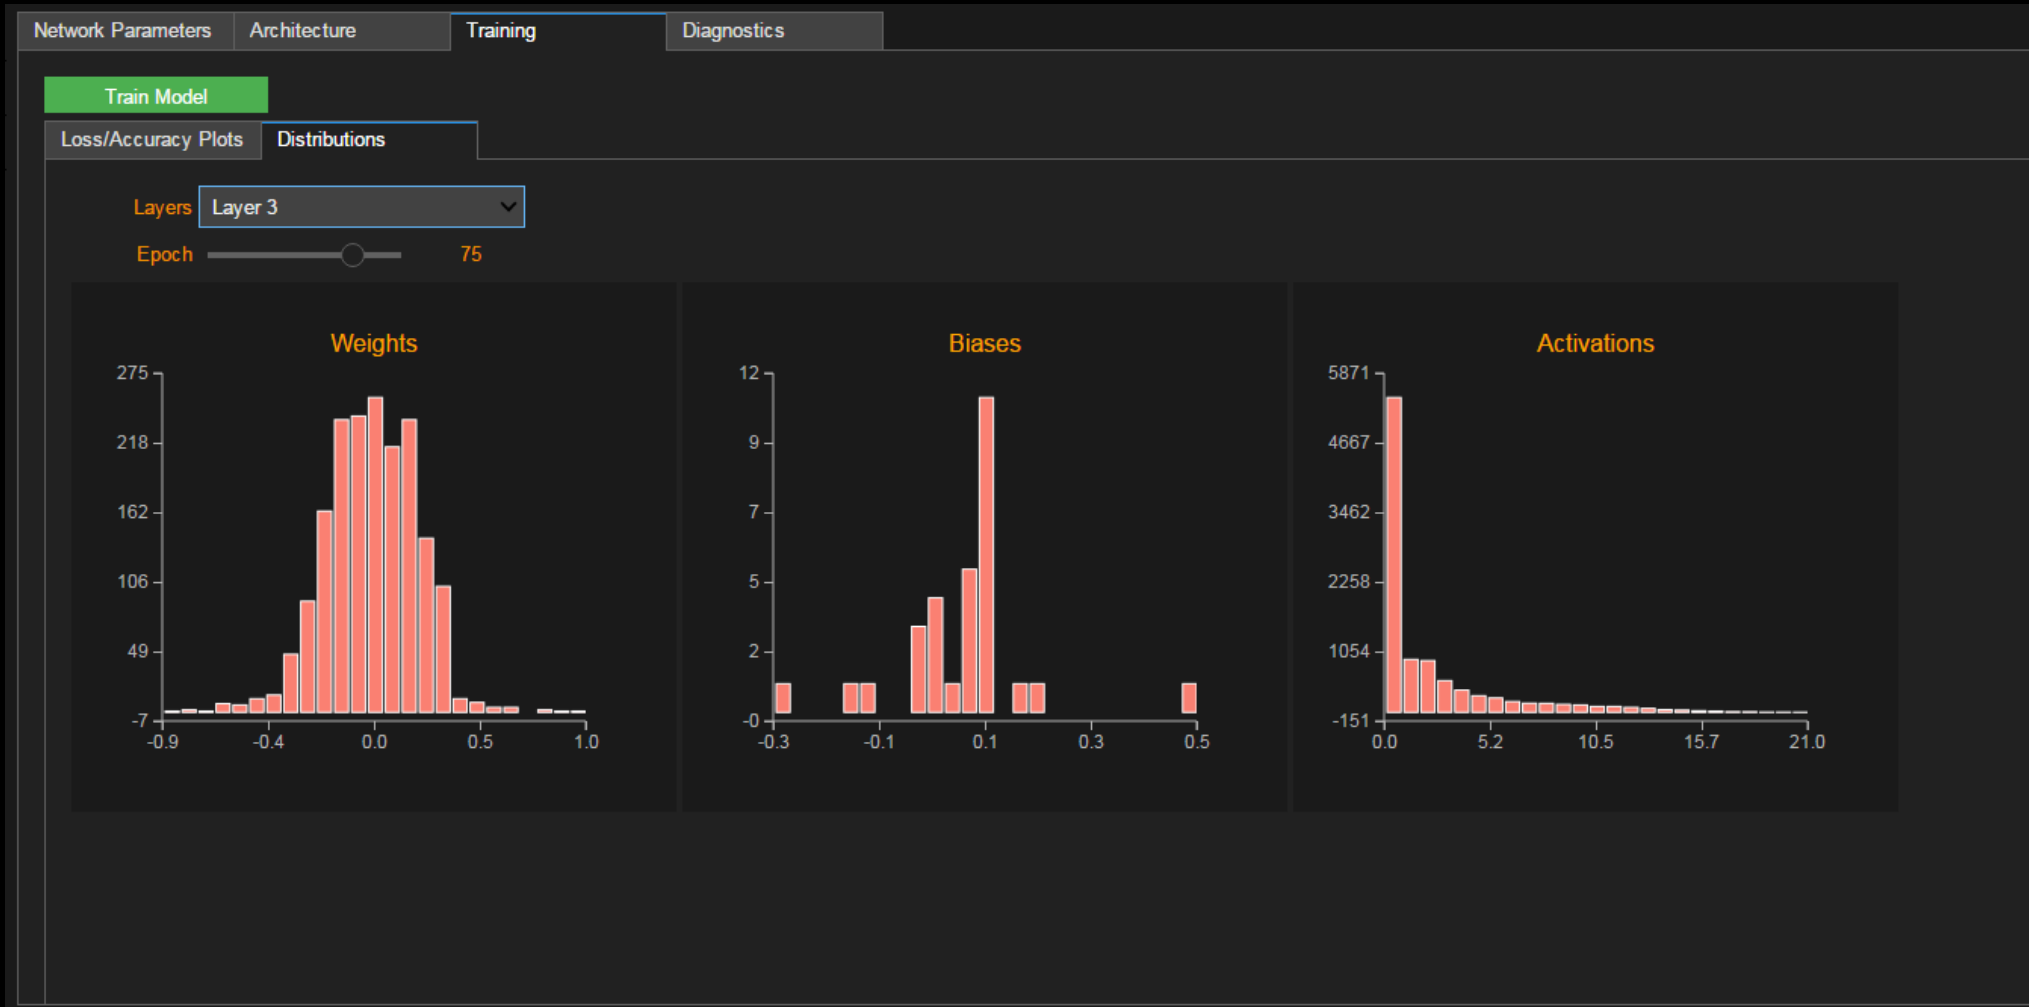 Network Parameters Architecture Training Diagnostics
Train Model
Loss/Accuracy Plots Distributions
Layers Layer 3
Epoch 75
Weights
275
218
162
106
49
-7
-0.9 -0.4 0.0 0.5 1.0
Biases
12
9
7
5
2
-0
-0.3 -0.1 0.1 0.3 0.5
Activations
5871
4667
3462
2258
1054
-151
0.0 5.2 10.5 15.7 21.0